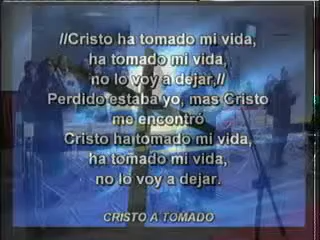 //Cristo ha tomado mi vida,
ha tomado mi vida,
no lo voy a dejar,//
Perdido estaba yo, mas Cristo
me encontró
Cristo ha tomado mi vida,
ha tomado mi vida,
no lo voy a dejar.
CRISTO A TOMADO